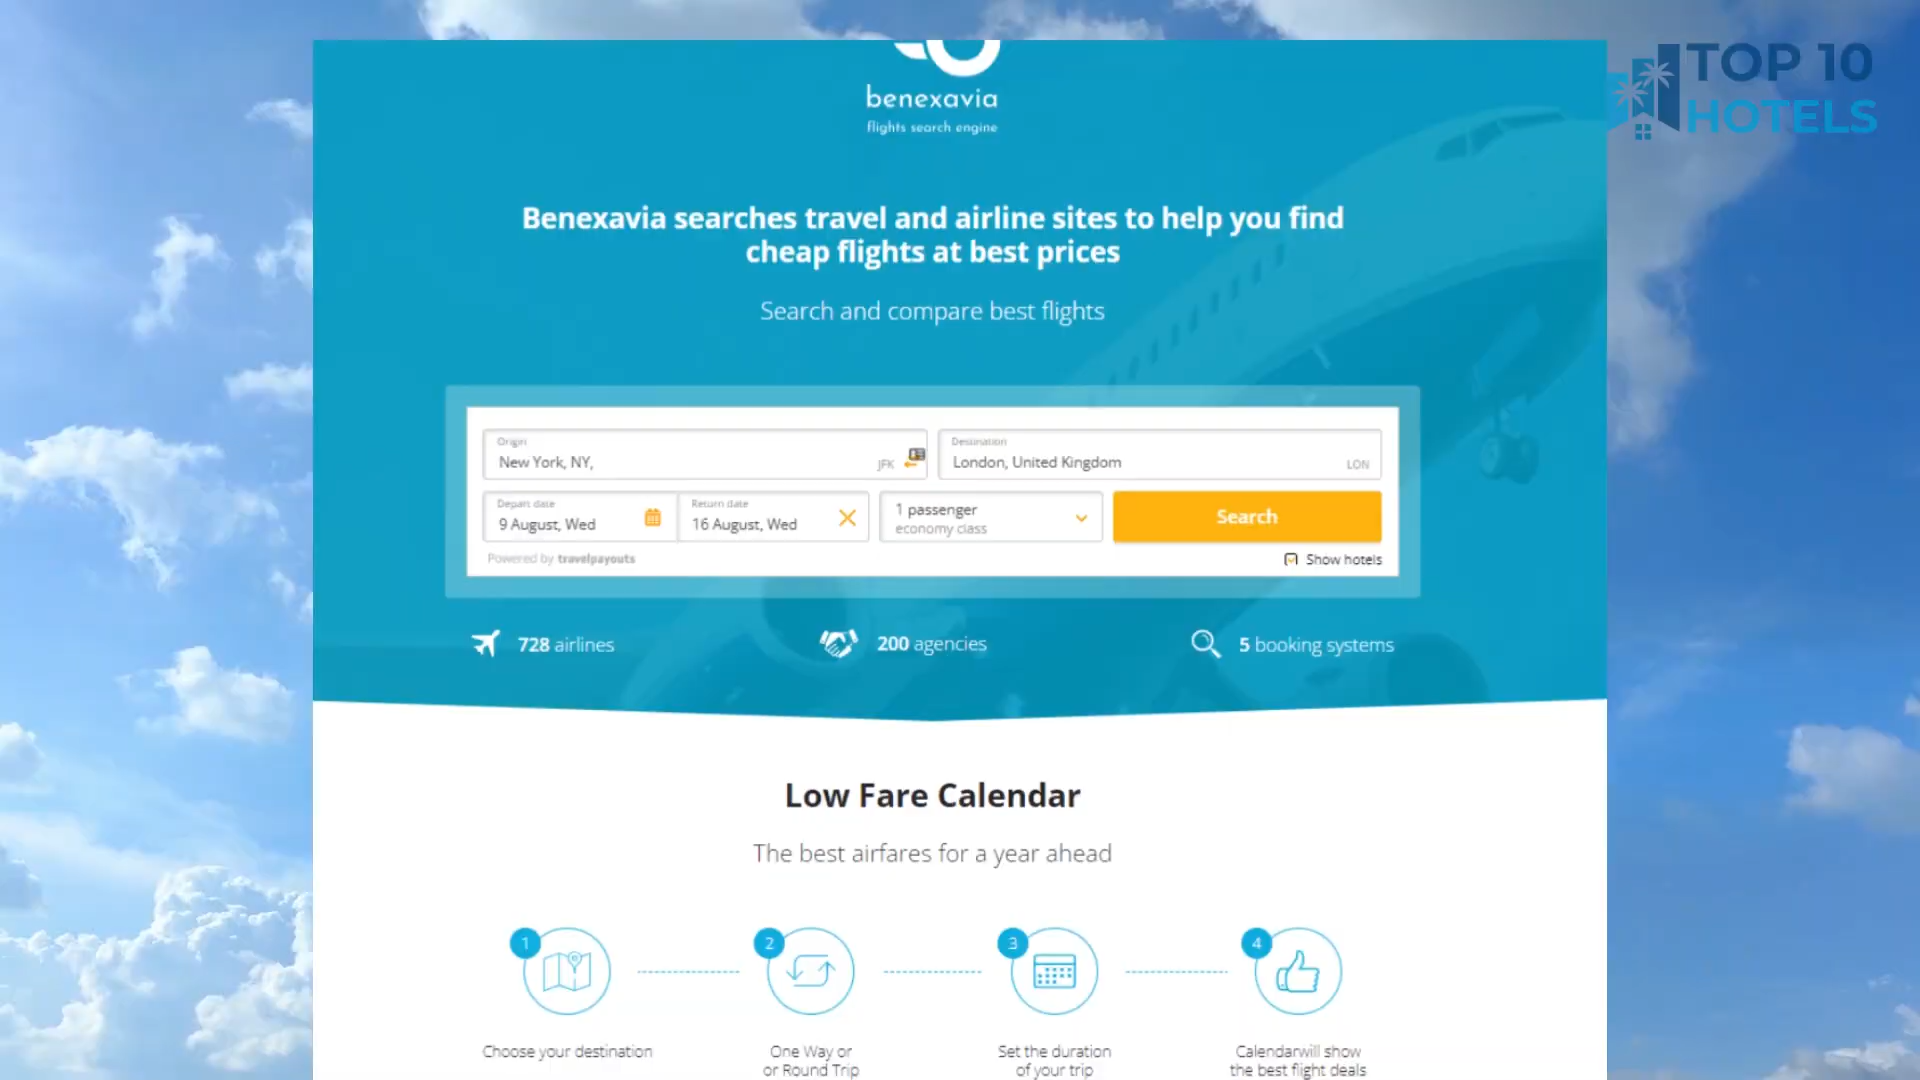 TOP 10
HOTELS
benexavia
flights search engine
Benexavia searches travel and airline sites to help you find
cheap flights at best prices
Search and compare best flights
Origin
New York, NY,
JFK
Destination
London, United Kingdom
LON
Depart date
9 August, Wed
Return date
16 August, Wed
1 passenger
economy class
Search
Powered by travelpayouts
Show hotels
728 airlines
200 agencies
5 booking systems
Low Fare Calendar
The best airfares for a year ahead
1
2
3
4
Choose your destination
One Way or
or Round Trip
Set the duration
of your trip
Calendarwill show
the best flight deals